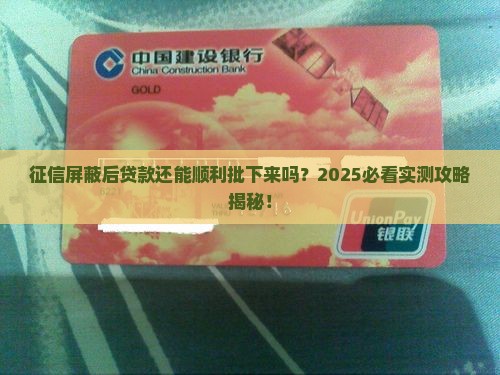 中国建设银行
China Construction Bank
GOLD
征信屏蔽后贷款还能顺利批下来吗？2025必看实测攻略
揭秘！
UnionPay
银联